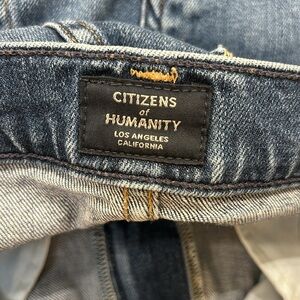 CITIZENS
of
HUMANITY
LOS ANGELES
CALIFORNIA